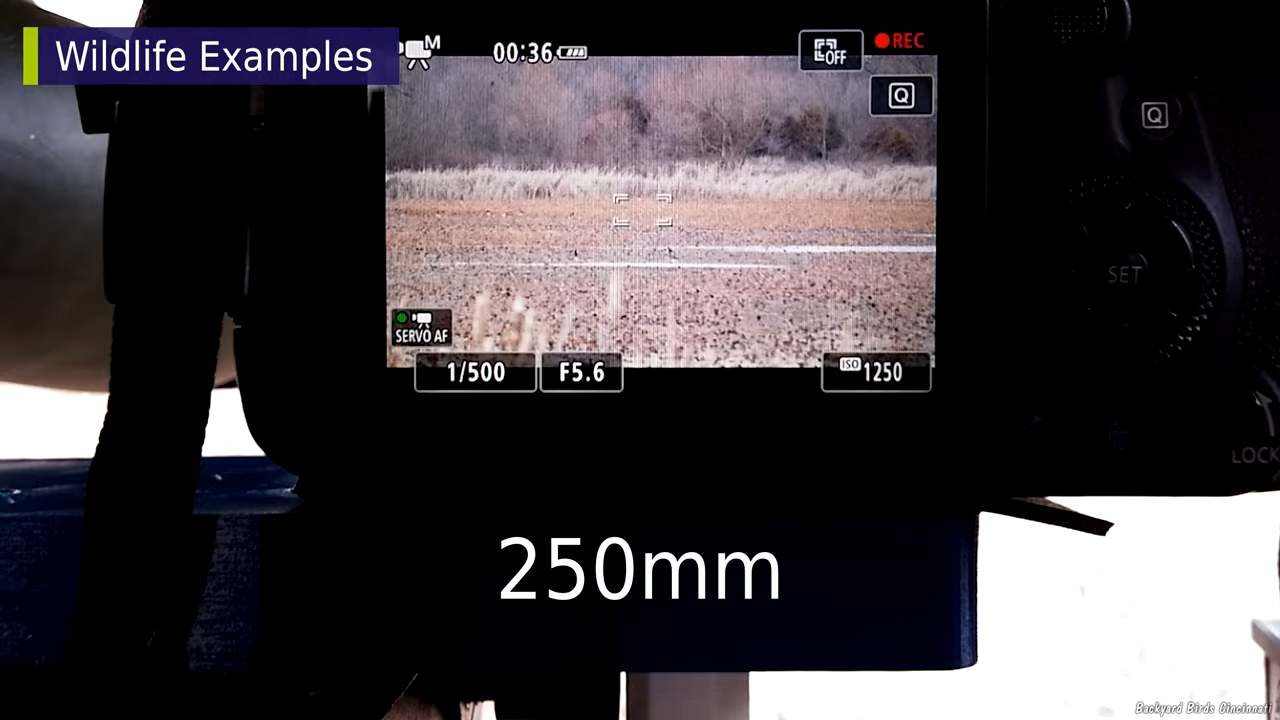 Wildlife Examples
M
00:36
OFF
REC
Q
Q
SET
SERVO AF
1/500
F5.6
ISO 1250
LOCK
250mm
Backyard Birds Cincinnati